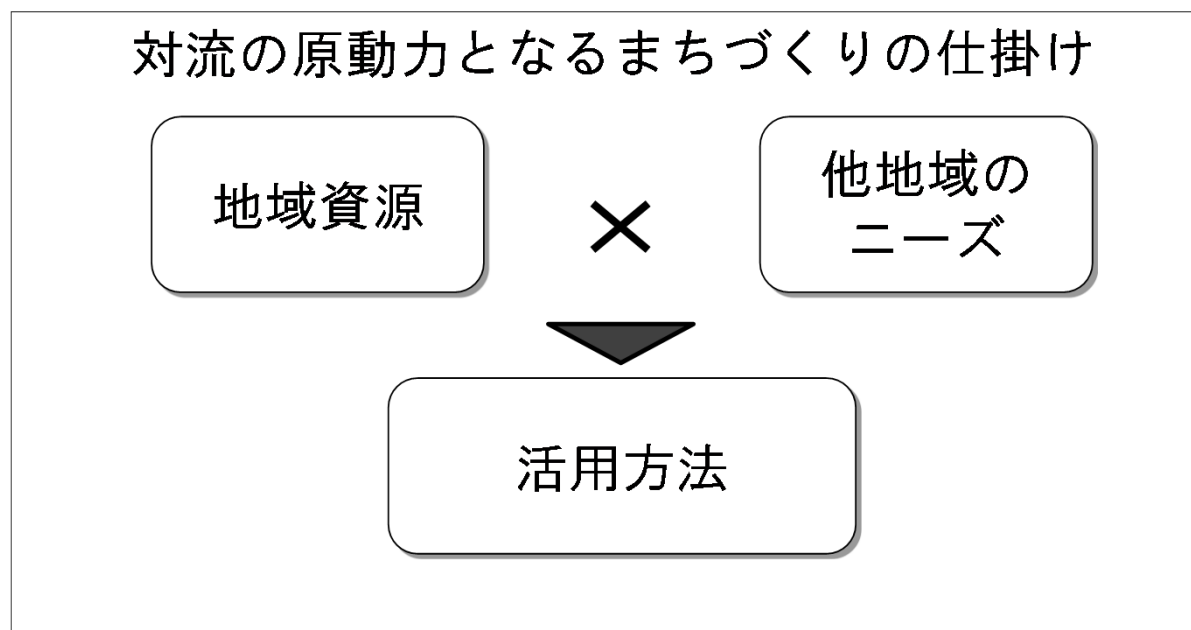 対流の原動力となるまちづくりの仕掛け
地域資源
×
他地域の
ニーズ
活用方法